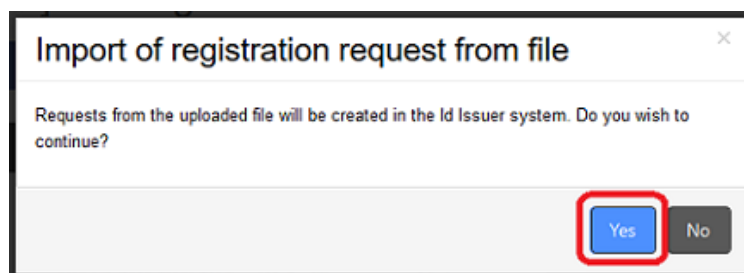 Import of registration request from file
×
Requests from the uploaded file will be created in the Id Issuer system. Do you wish to
continue?
Yes No